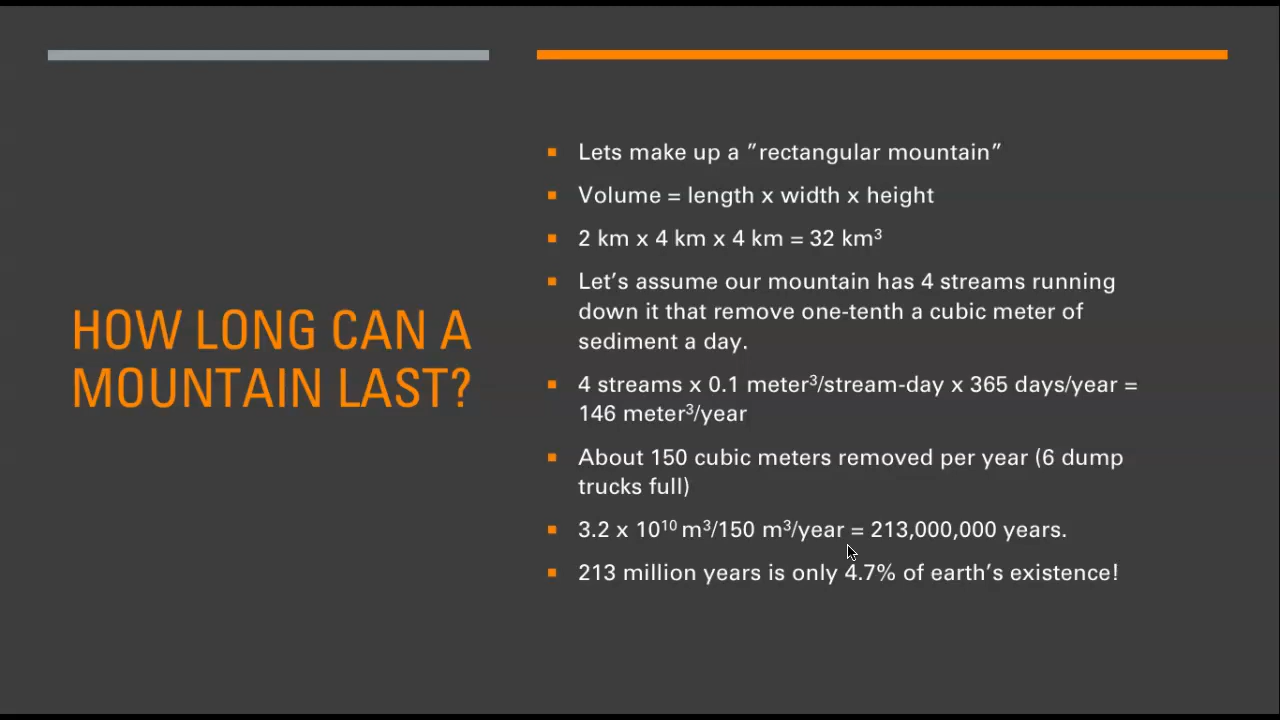 HOW LONG CAN A
MOUNTAIN LAST?
▪ Lets make up a ”rectangular mountain”
▪ Volume = length x width x height
▪ 2 km x 4 km x 4 km = 32 km³
▪ Let’s assume our mountain has 4 streams running
down it that remove one-tenth a cubic meter of
sediment a day.
▪ 4 streams x 0.1 meter³/stream-day x 365 days/year =
146 meter³/year
▪ About 150 cubic meters removed per year (6 dump
trucks full)
▪ 3.2 x 10¹⁰ m³/150 m³/year = 213,000,000 years.
▪ 213 million years is only 4.7% of earth’s existence!